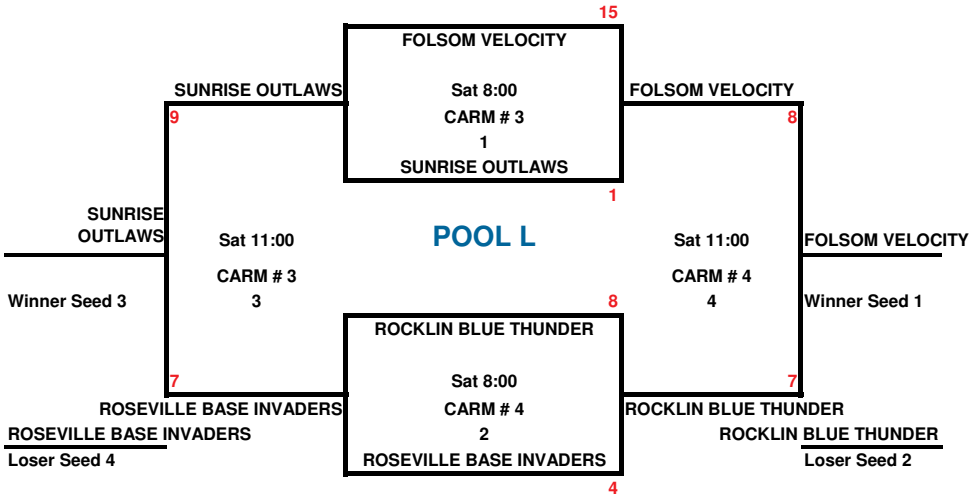 15
FOLSOM VELOCITY
SUNRISE OUTLAWS
Sat 8:00
FOLSOM VELOCITY
9
CARM # 3
8
1
SUNRISE OUTLAWS
1
SUNRISE
OUTLAWS
Sat 11:00
POOL L
Sat 11:00
FOLSOM VELOCITY
CARM # 3
CARM # 4
Winner Seed 3
3
8
4
Winner Seed 1
ROCKLIN BLUE THUNDER
7
Sat 8:00
7
ROSEVILLE BASE INVADERS
CARM # 4
ROCKLIN BLUE THUNDER
ROSEVILLE BASE INVADERS
2
ROCKLIN BLUE THUNDER
Loser Seed 4
ROSEVILLE BASE INVADERS
Loser Seed 2
4